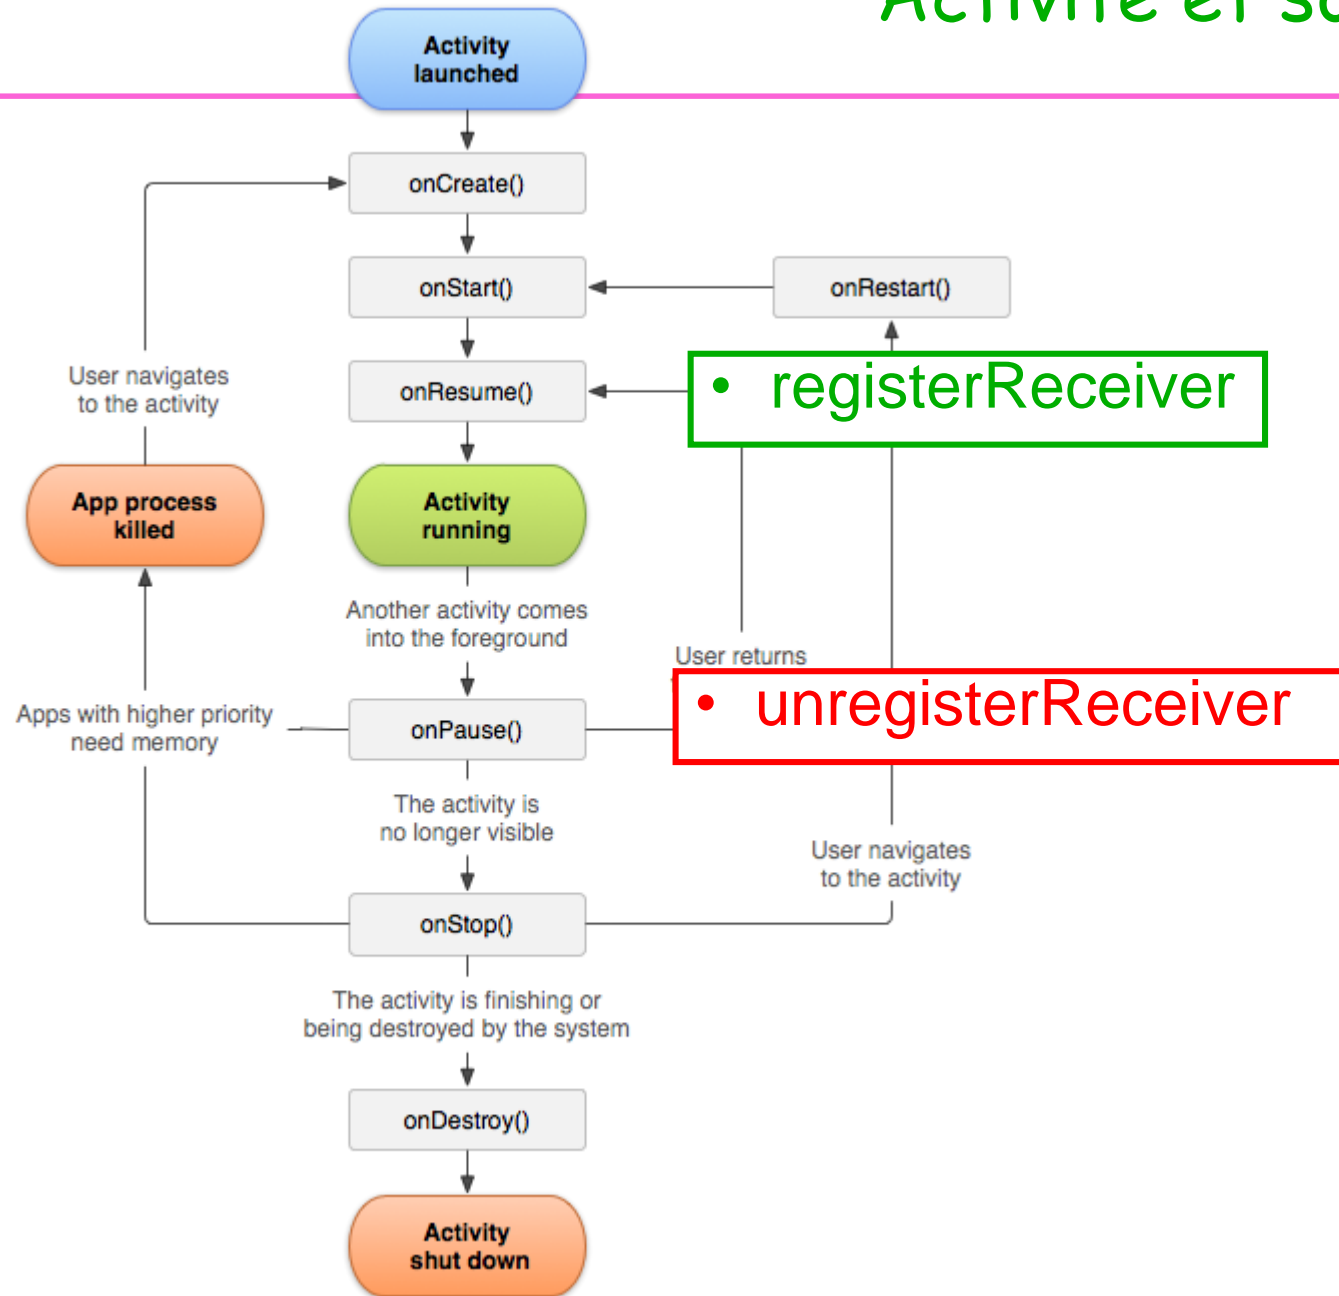 Activité et
Activity
launched
onCreate()
onStart()
onRestart()
User navigates
to the activity
onResume()
• registerReceiver
App process
killed
Activity
running
Another activity comes
into the foreground
User returns
Apps with higher priority
need memory
onPause()
• unregisterReceiver
The activity is
no longer visible
User navigates
to the activity
onStop()
The activity is finishing or
being destroyed by the system
onDestroy()
Activity
shut down